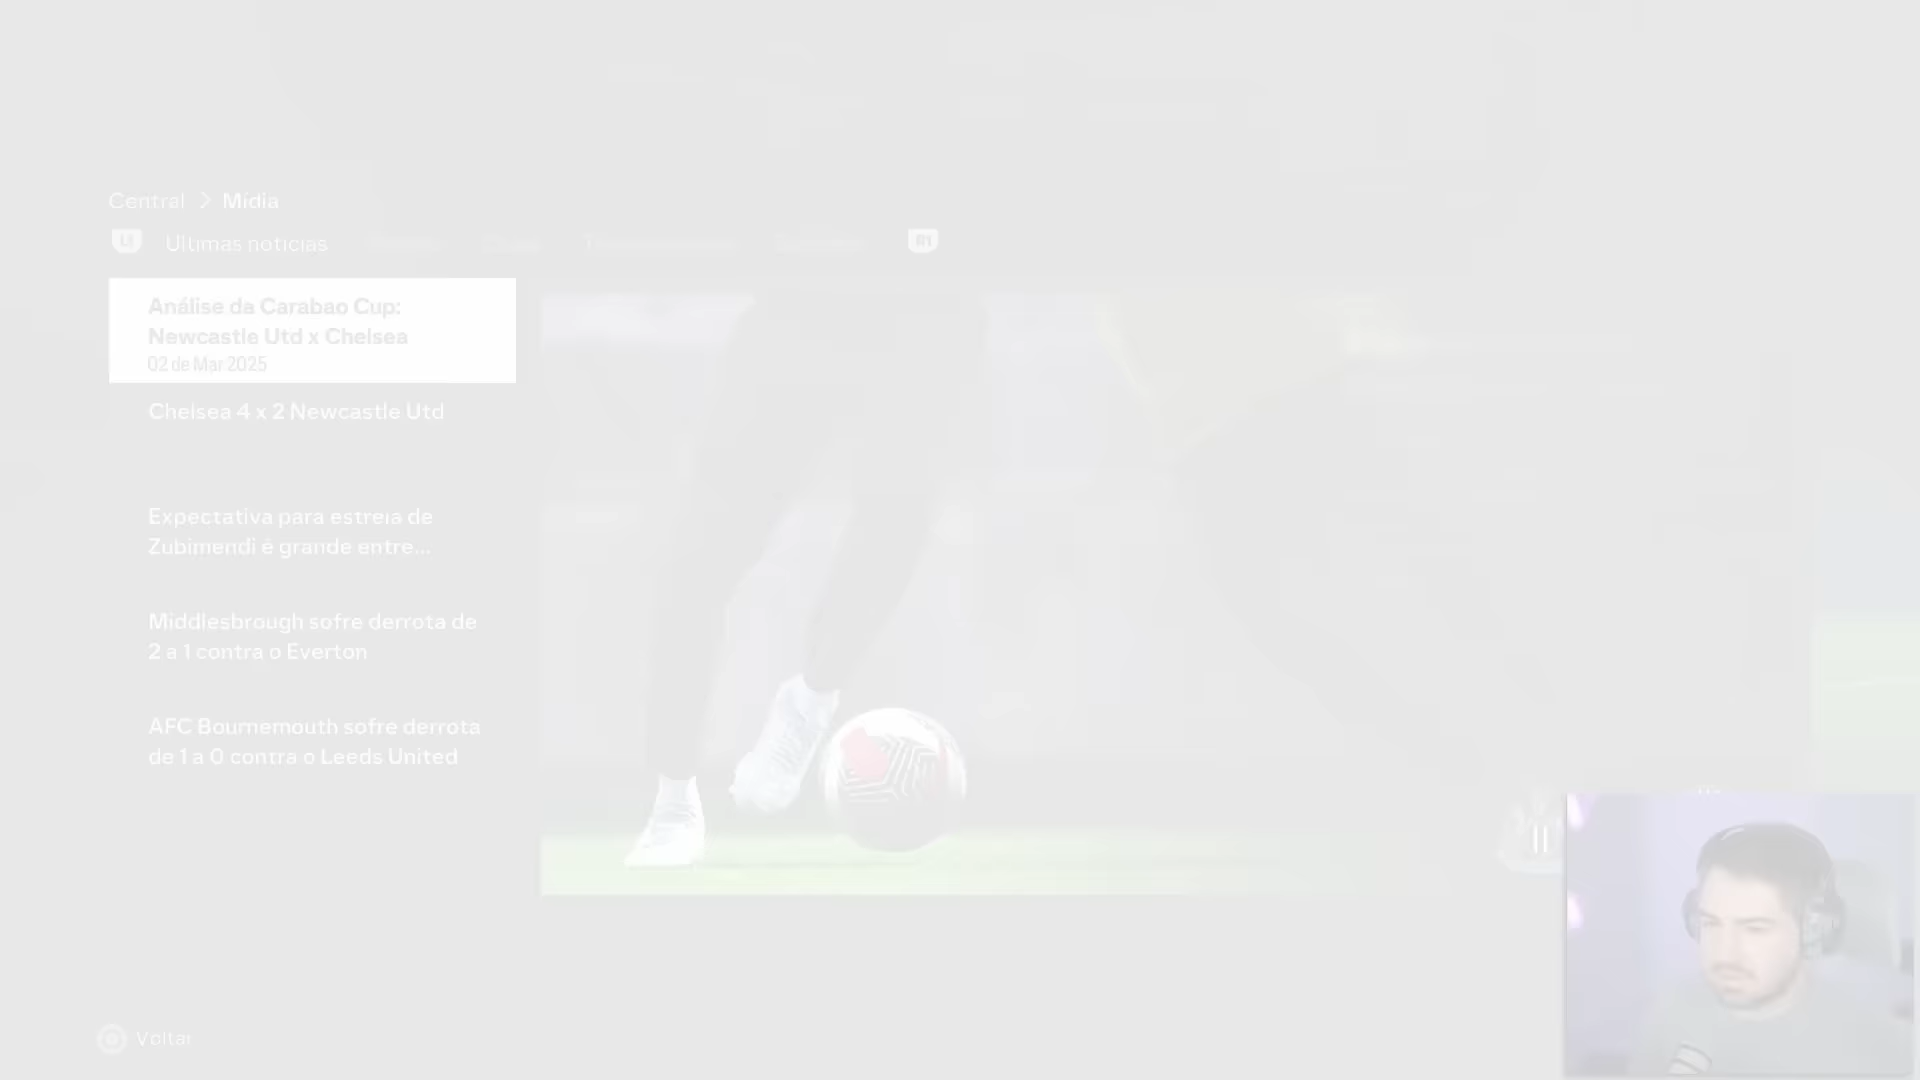 Central > Mídia
L1 Últimas notícias R1
Análise da Carabao Cup:
Newcastle Utd x Chelsea
02 de Mar 2025
Chelsea 4 x 2 Newcastle Utd
Expectativa para estreia de
Zubimendi é grande entre...
Middlesbrough sofre derrota de
2 a 1 contra o Everton
AFC Bournemouth sofre derrota
de 1 a 0 contra o Leeds United
Voltar